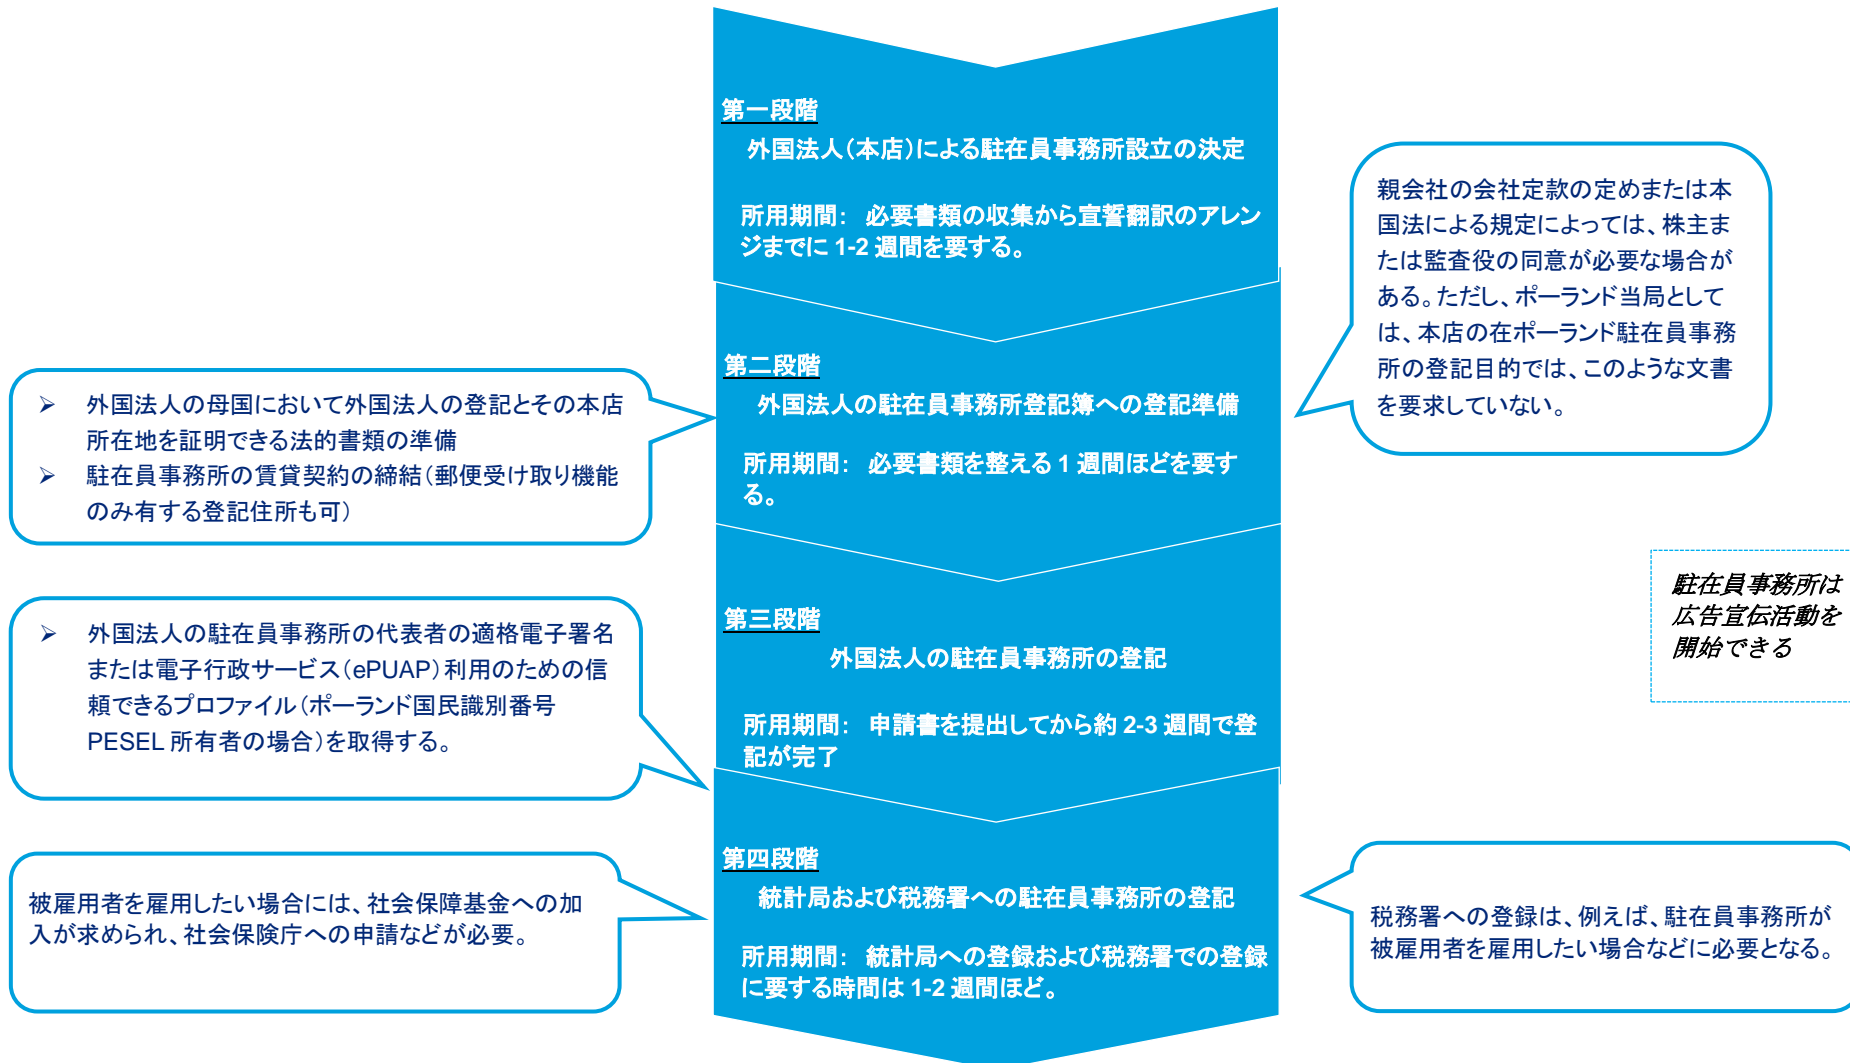 第一段階
外国法人(本店)による駐在員事務所設立の決定
所用期間： 必要書類の収集から宣誓翻訳のアレン
ジまでに 1-2 週間を要する。
親会社の会社定款の定めまたは本
国法による規定によっては、株主ま
たは監査役の同意が必要な場合が
ある。ただし、ポーランド当局として
は、本店の在ポーランド駐在員事務
所の登記目的では、このような文書
を要求していない。
第二段階
外国法人の駐在員事務所登記簿への登記準備
所用期間： 必要書類を整える 1 週間ほどを要す
る。
➢ 外国法人の母国において外国法人の登記とその本店
所在地を証明できる法的書類の準備
➢ 駐在員事務所の賃貸契約の締結(郵便受け取り機能
のみ有する登記住所も可)
駐在員事務所は
広告宣伝活動を
開始できる
第三段階
外国法人の駐在員事務所の登記
所用期間： 申請書を提出してから約 2-3 週間で登
記が完了
➢ 外国法人の駐在員事務所の代表者の適格電子署名
または電子行政サービス(ePUAP)利用のための信
頼できるプロファイル(ポーランド国民識別番号
PESEL 所有者の場合)を取得する。
第四段階
統計局および税務署への駐在員事務所の登記
所用期間： 統計局への登録および税務署での登録
に要する時間は 1-2 週間ほど。
被雇用者を雇用したい場合には、社会保障基金への加
入が求められ、社会保険庁への申請などが必要。
税務署への登録は、例えば、駐在員事務所が
被雇用者を雇用したい場合などに必要となる。